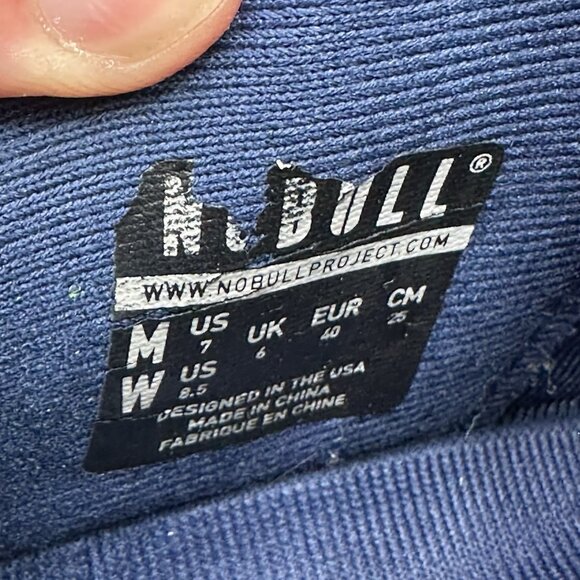 NOBULL®
WWW.NOBULLPROJECT.COM
M US 7 UK 6 EUR 40 CM 25
W US 8.5
DESIGNED IN THE USA
MADE IN CHINA
FABRIQUE EN CHINE